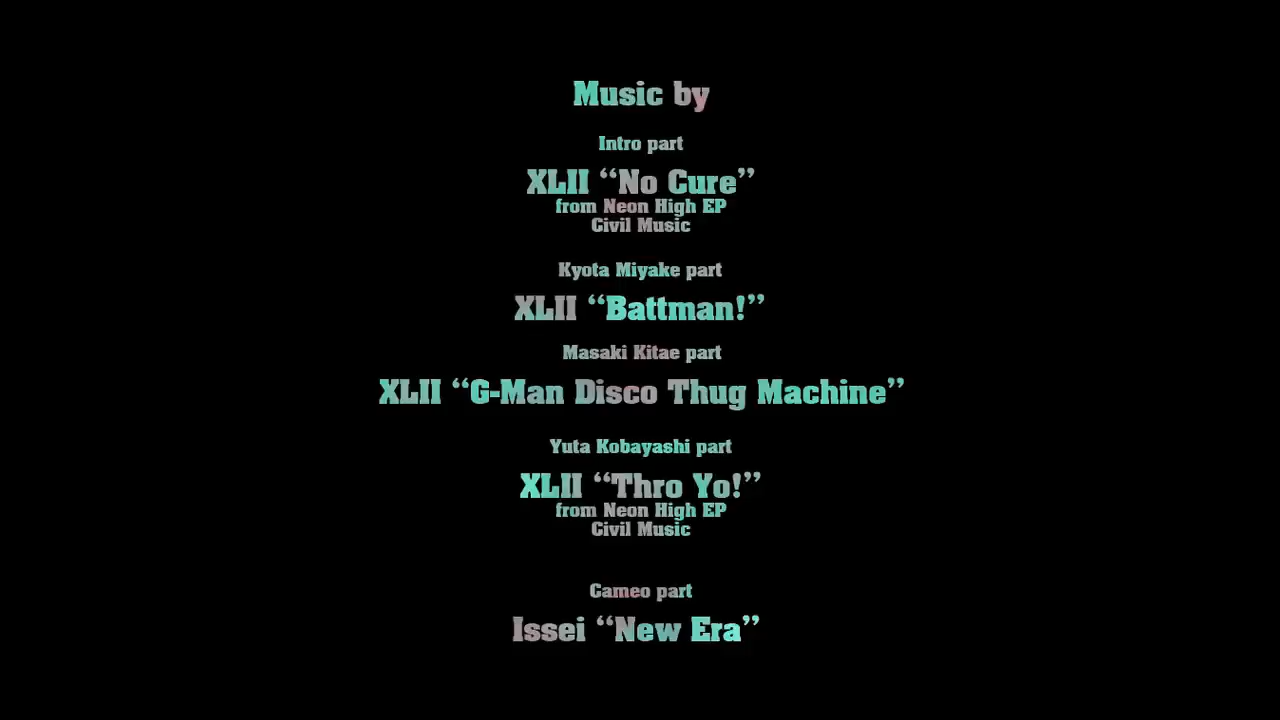 Music by
Intro part
XLII “No Cure”
from Neon High EP
Civil Music
Kyota Miyake part
XLII “Battman!”
Masaki Kitae part
XLII “G-Man Disco Thug Machine”
Yuta Kobayashi part
XLII “Thro Yo!”
from Neon High EP
Civil Music
Cameo part
Issei “New Era”